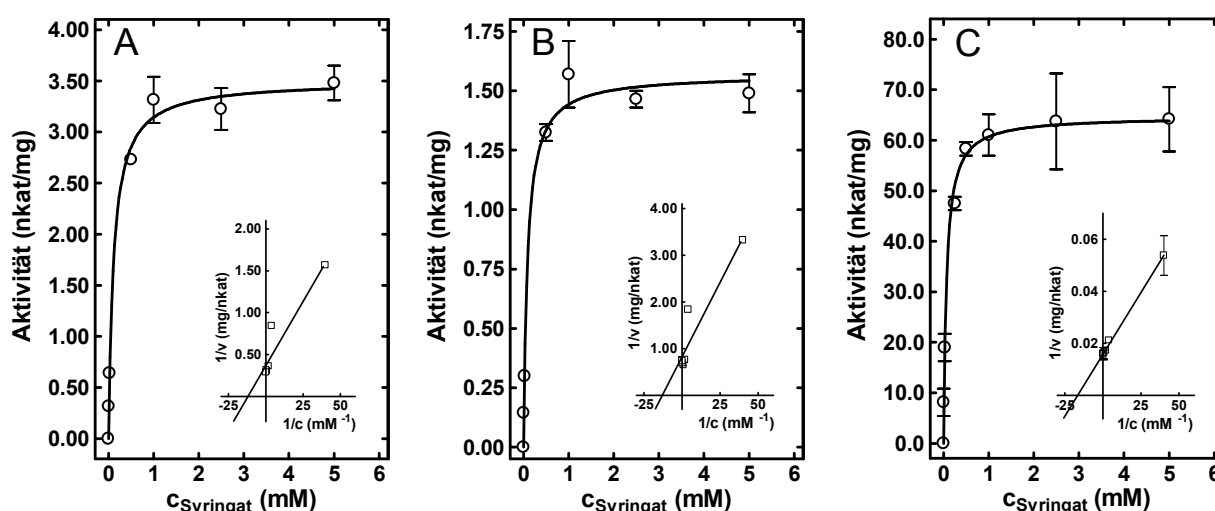 A
4.00
3.50
3.00
2.50
2.00
1.50
1.00
0.50
0.00
Aktivität (nkat/mg)
0 1 2 3 4 5 6
cSyringat (mM)
2.00
1.50
1.00
0.50
1/v (mg/nkat)
-25 25 50
1/c (mM -1)
B
1.75
1.50
1.25
1.00
0.75
0.50
0.25
0.00
Aktivität (nkat/mg)
0 1 2 3 4 5 6
cSyringat (mM)
4.00
3.00
2.00
1.00
1/v (mg/nkat)
-25 25 50
1/c (mM -1)
C
80.0
70.0
60.0
50.0
40.0
30.0
20.0
10.0
0.0
Aktivität (nkat/mg)
0 1 2 3 4 5 6
cSyringat (mM)
0.06
0.04
0.02
1/v (mg/nkat)
-25 25 50
1/c (mM -1)